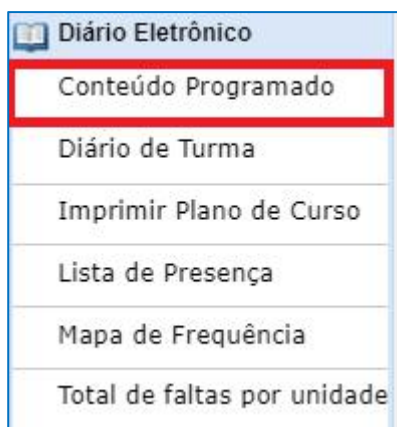 Diário Eletrônico
Conteúdo Programado
Diário de Turma
Imprimir Plano de Curso
Lista de Presença
Mapa de Frequência
Total de faltas por unidade